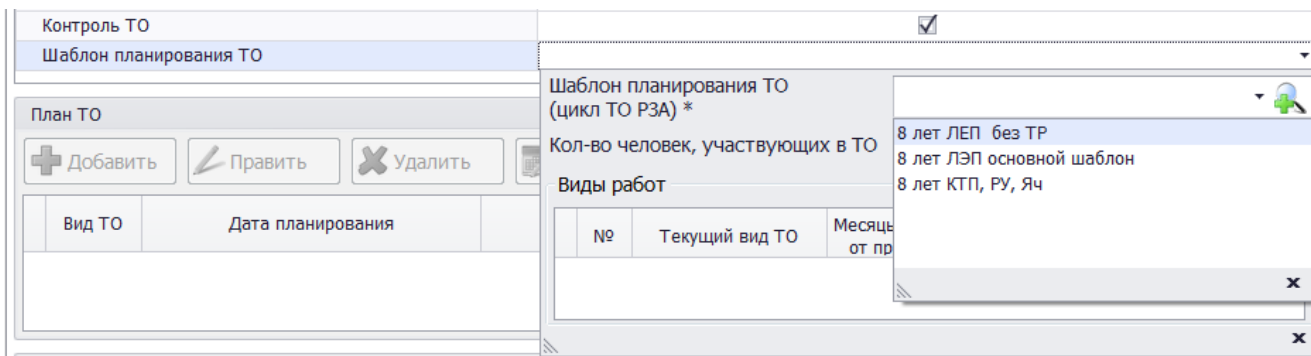 Контроль ТО
Шаблон планирования ТО
Шаблон планирования ТО
(цикл ТО РЗА) *
Кол-во человек, участвующих в ТО
8 лет ЛЕП без ТР
8 лет ЛЭП основной шаблон
8 лет КТП, РУ, Яч
План ТО
Добавить Править Удалить
Виды работ
Вид ТО Дата планирования
№ Текущий вид ТО
от